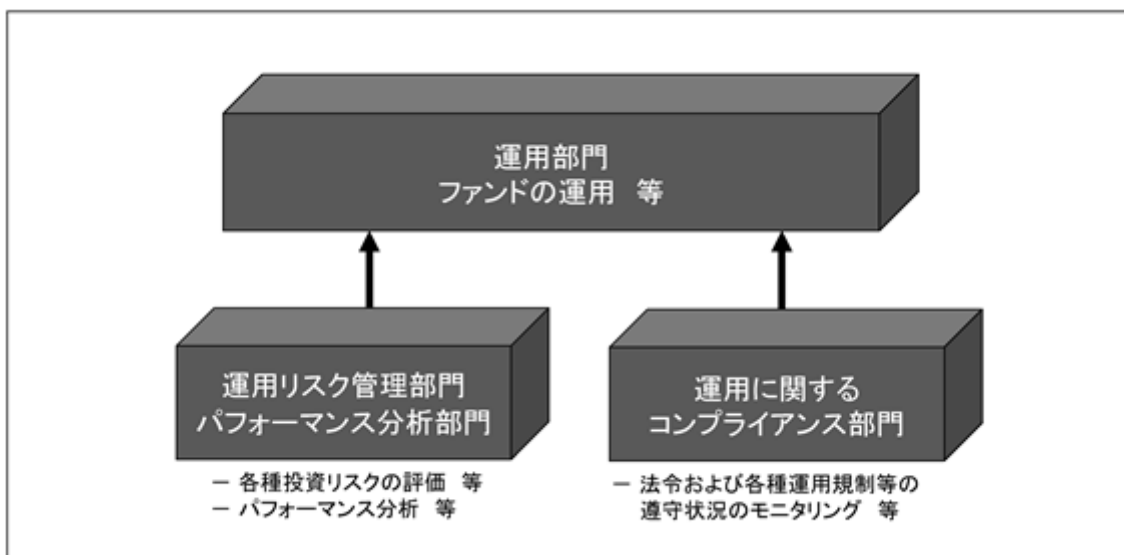 運用部門
ファンドの運用　等
運用リスク管理部門
パフォーマンス分析部門
運用に関する
コンプライアンス部門
－ 各種投資リスクの評価　等
－ パフォーマンス分析　等
－ 法令および各種運用規制等の
遵守状況のモニタリング　等